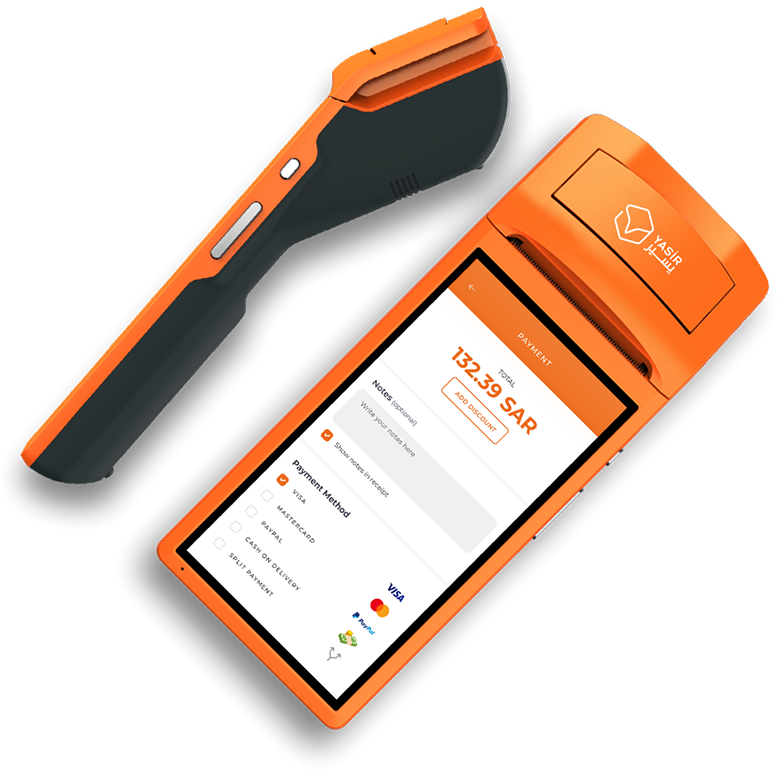 YASIR
يسير
←
PAYMENT
TOTAL
132.39 SAR
ADD DISCOUNT
Notes (optional)
Write your notes here
Show notes in receipt
Payment Method
VISA
VISA
MASTERCARD
PAYPAL
PayPal
CASH ON DELIVERY
SPLIT PAYMENT